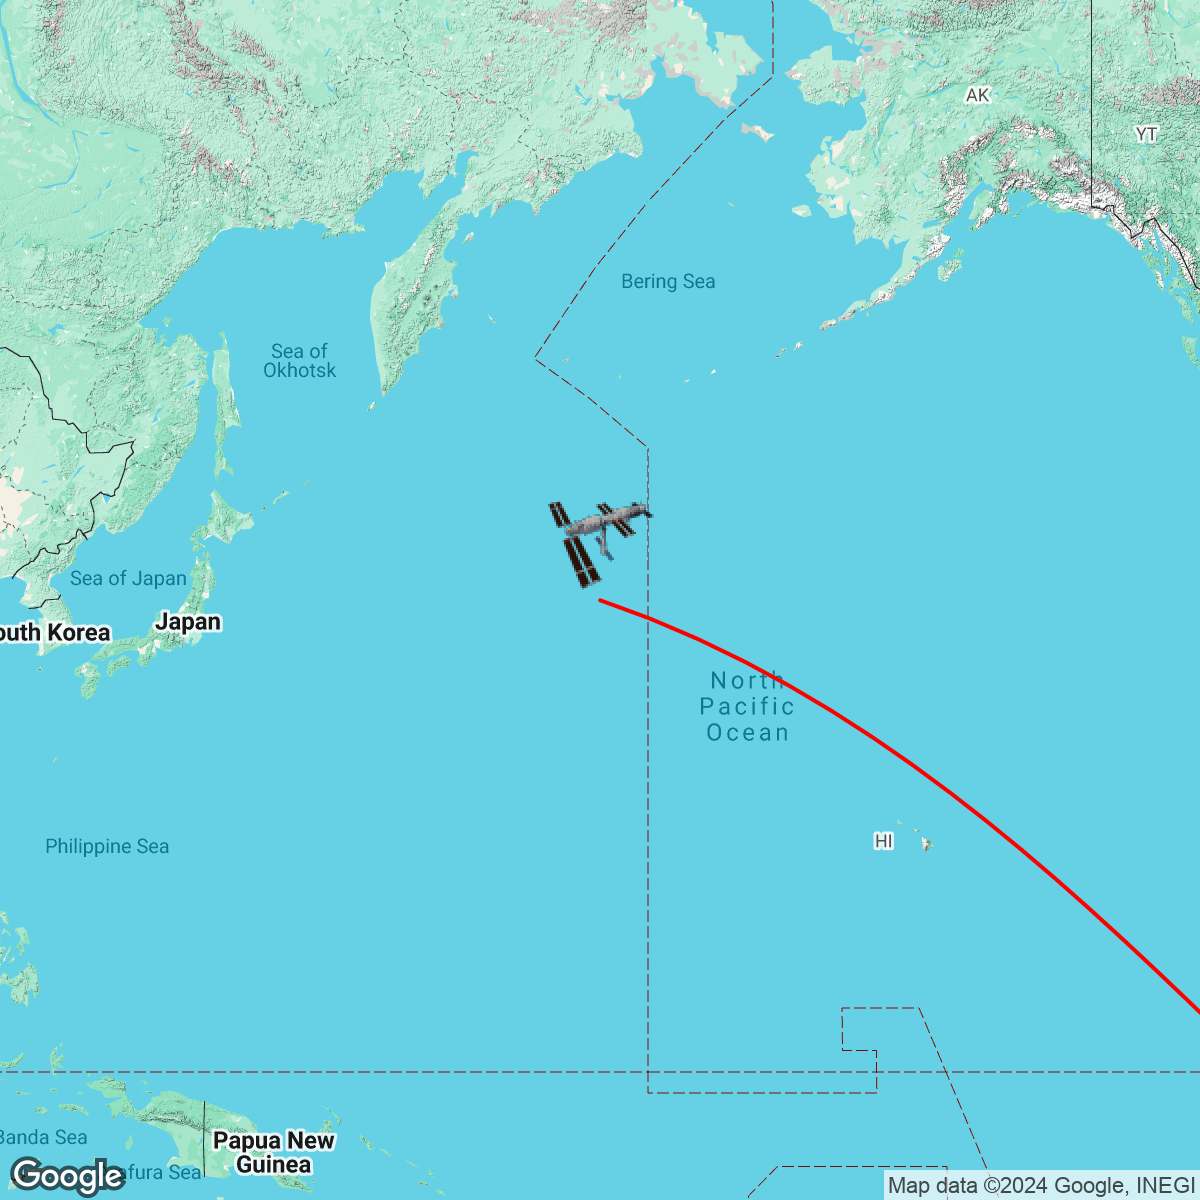 AK
YT
Bering Sea
Sea of
Okhotsk
Sea of Japan
outh Korea
Japan
North
Pacific
Ocean
HI
Philippine Sea
Banda Sea
Papua New
Guinea
afura Sea
Google
Map data ©2024 Google, INEGI